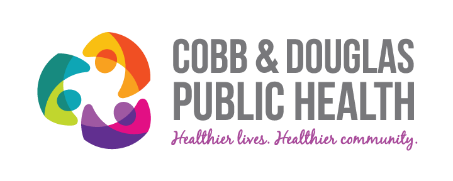 COBB & DOUGLAS
PUBLIC HEALTH
Healthier lives. Healthier community.